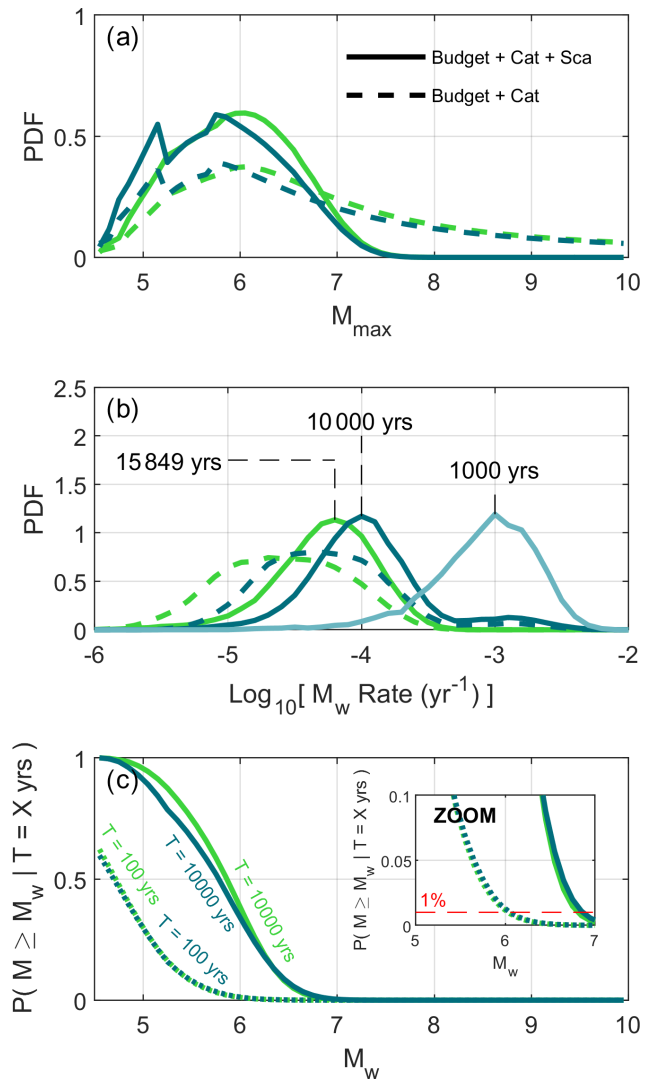 1
(a)
Budget + Cat + Sca
Budget + Cat
0.5
0
PDF
5 6 7 8 9 10
M_max
2.5
(b)
10 000 yrs
15 849 yrs
1000 yrs
2
1.5
1
0.5
0
PDF
-6 -5 -4 -3 -2
Log_10[ M_w Rate (yr^-1) ]
1
(c)
0.5
0
P( M ≥ M_w | T = X yrs )
T = 100 yrs
T = 10000 yrs
T = 10000 yrs
T = 100 yrs
0.1
ZOOM
0.05
1%
0
P( M ≥ M_w | T = X yrs )
5 6 7
M_w
5 6 7 8 9 10
M_w